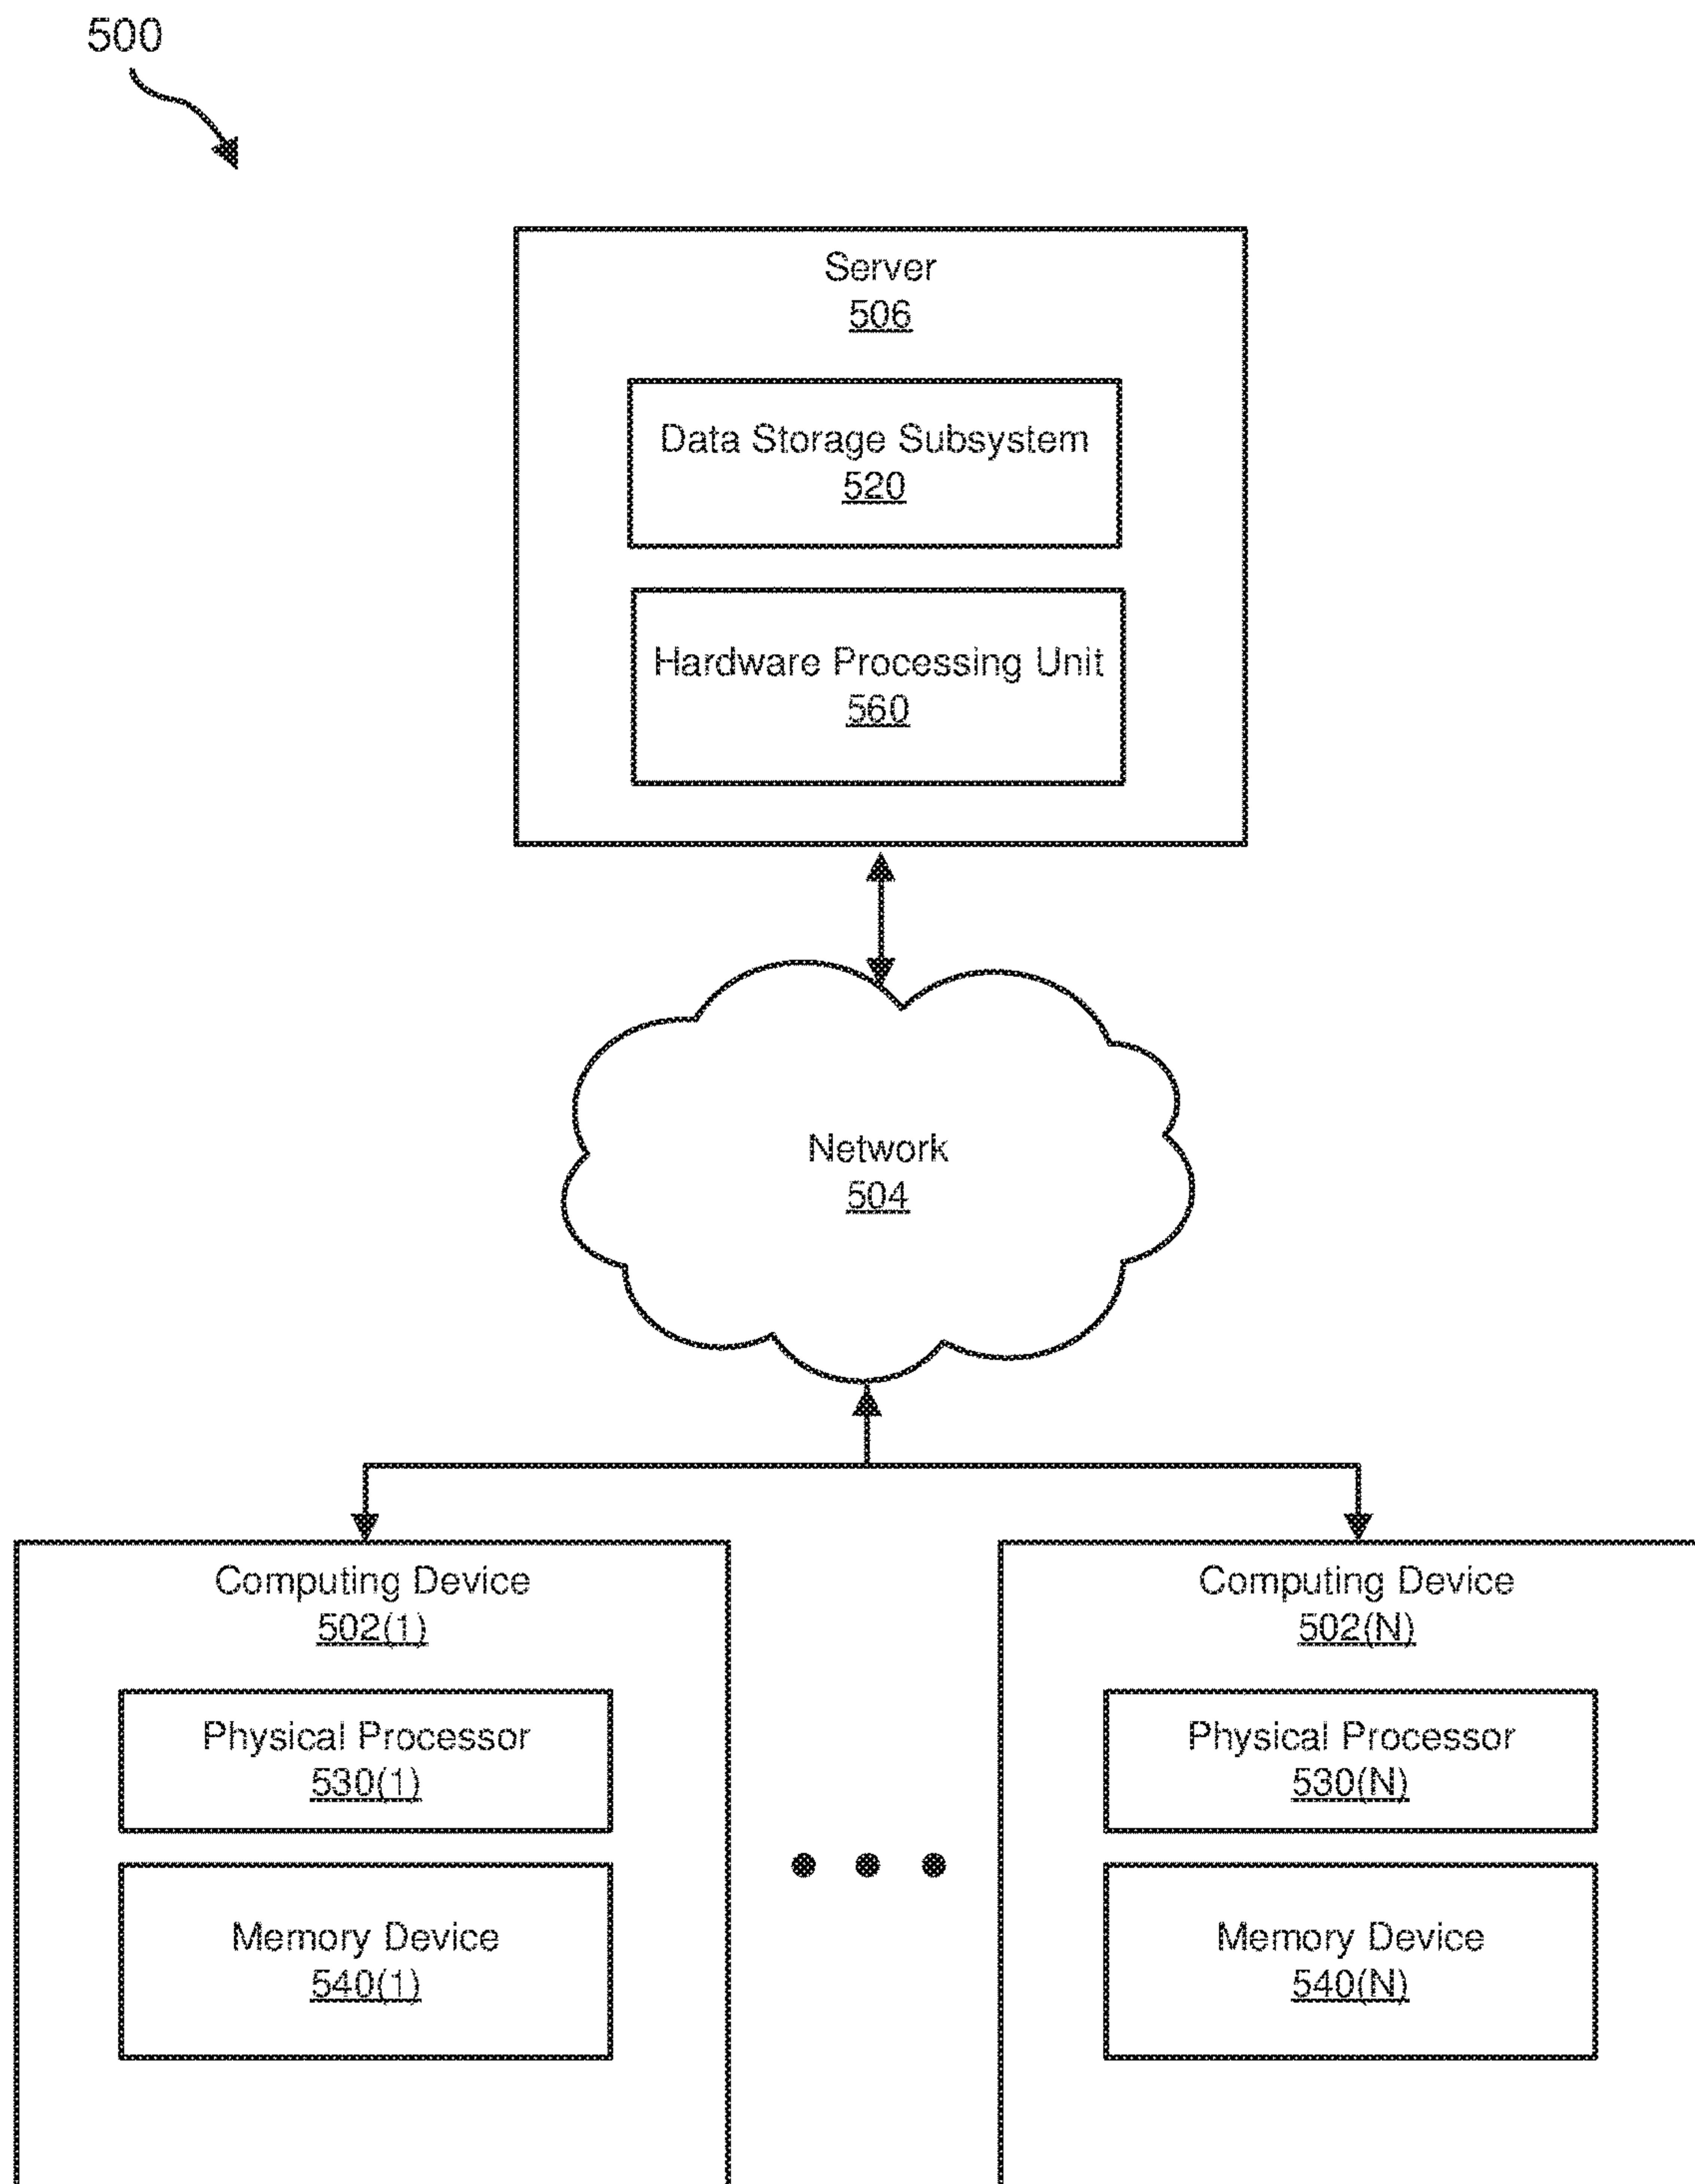 500
Server
506
Data Storage Subsystem
520
Hardware Processing Unit
560
Network
504
Computing Device
502(1)
Physical Processor
530(1)
Memory Device
540(1)
Computing Device
502(N)
Physical Processor
530(N)
Memory Device
540(N)